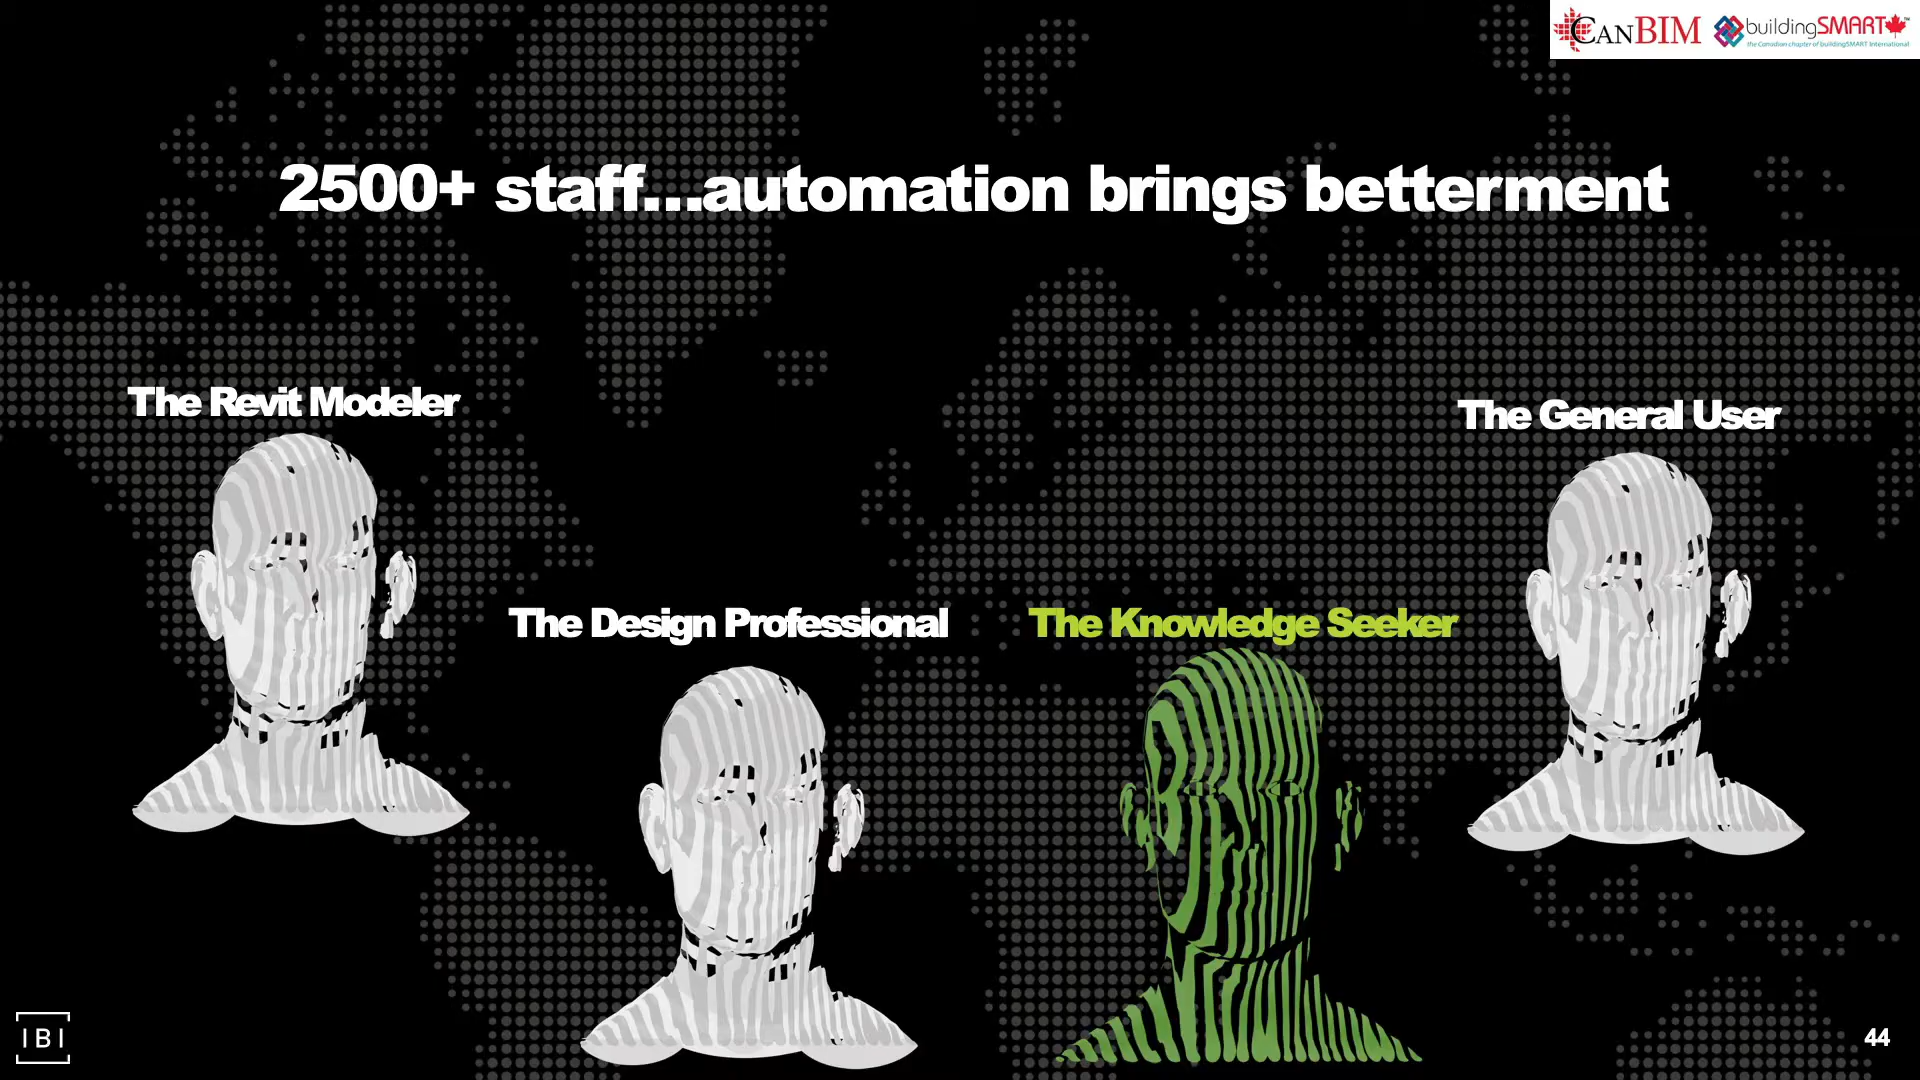 CanBIM
buildingSMART
the Canadian chapter of buildingSMART International
2500+ staff...automation brings betterment
The Revit Modeler
The General User
The Design Professional
The Knowledge Seeker
IBI
44